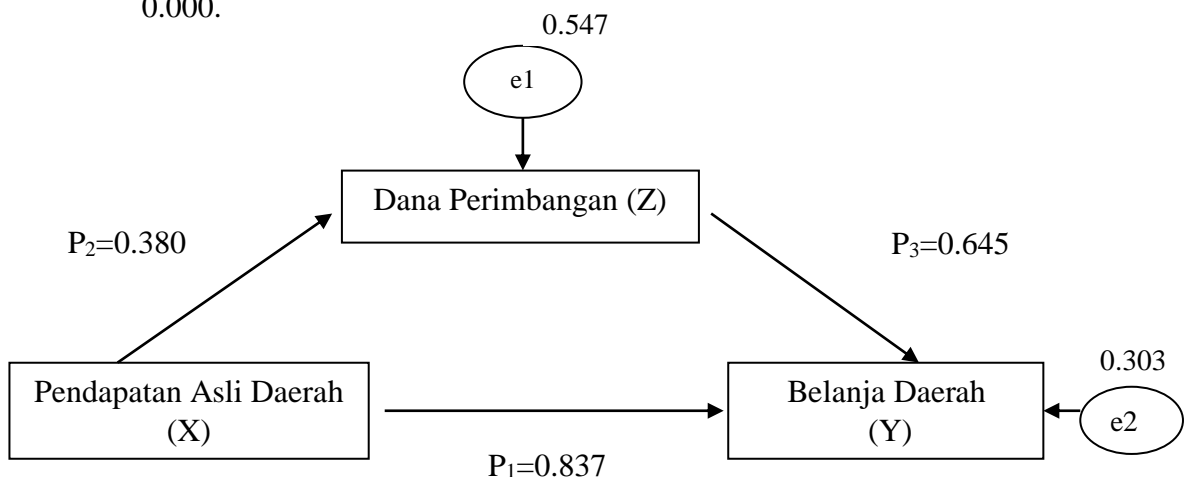 0.000.
0.547
e1
Dana Perimbangan (Z)
P₂=0.380
P₃=0.645
0.303
Pendapatan Asli Daerah
(X)
Belanja Daerah
(Y)
e2
P₁=0.837